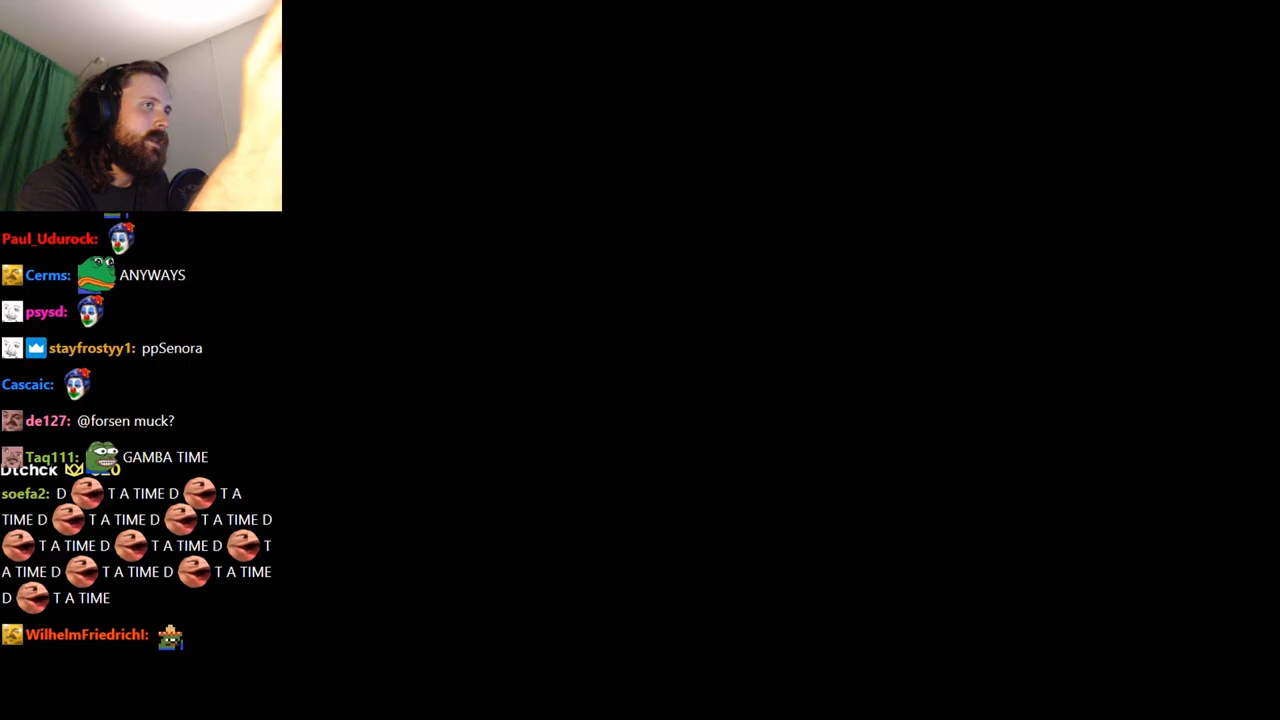 Paul_Udurock:
Cerms: ANYWAYS
psysd:
stayfrostyy1: ppSenora
Cascaic:
de127: @forsen muck?
Taq111: GAMBA TIME
soefa2: D T A TIME D T A
TIME D T A TIME D T A TIME D
T A TIME D T A TIME D T
A TIME D T A TIME D T A TIME
D T A TIME
WilhelmFriedrichI: